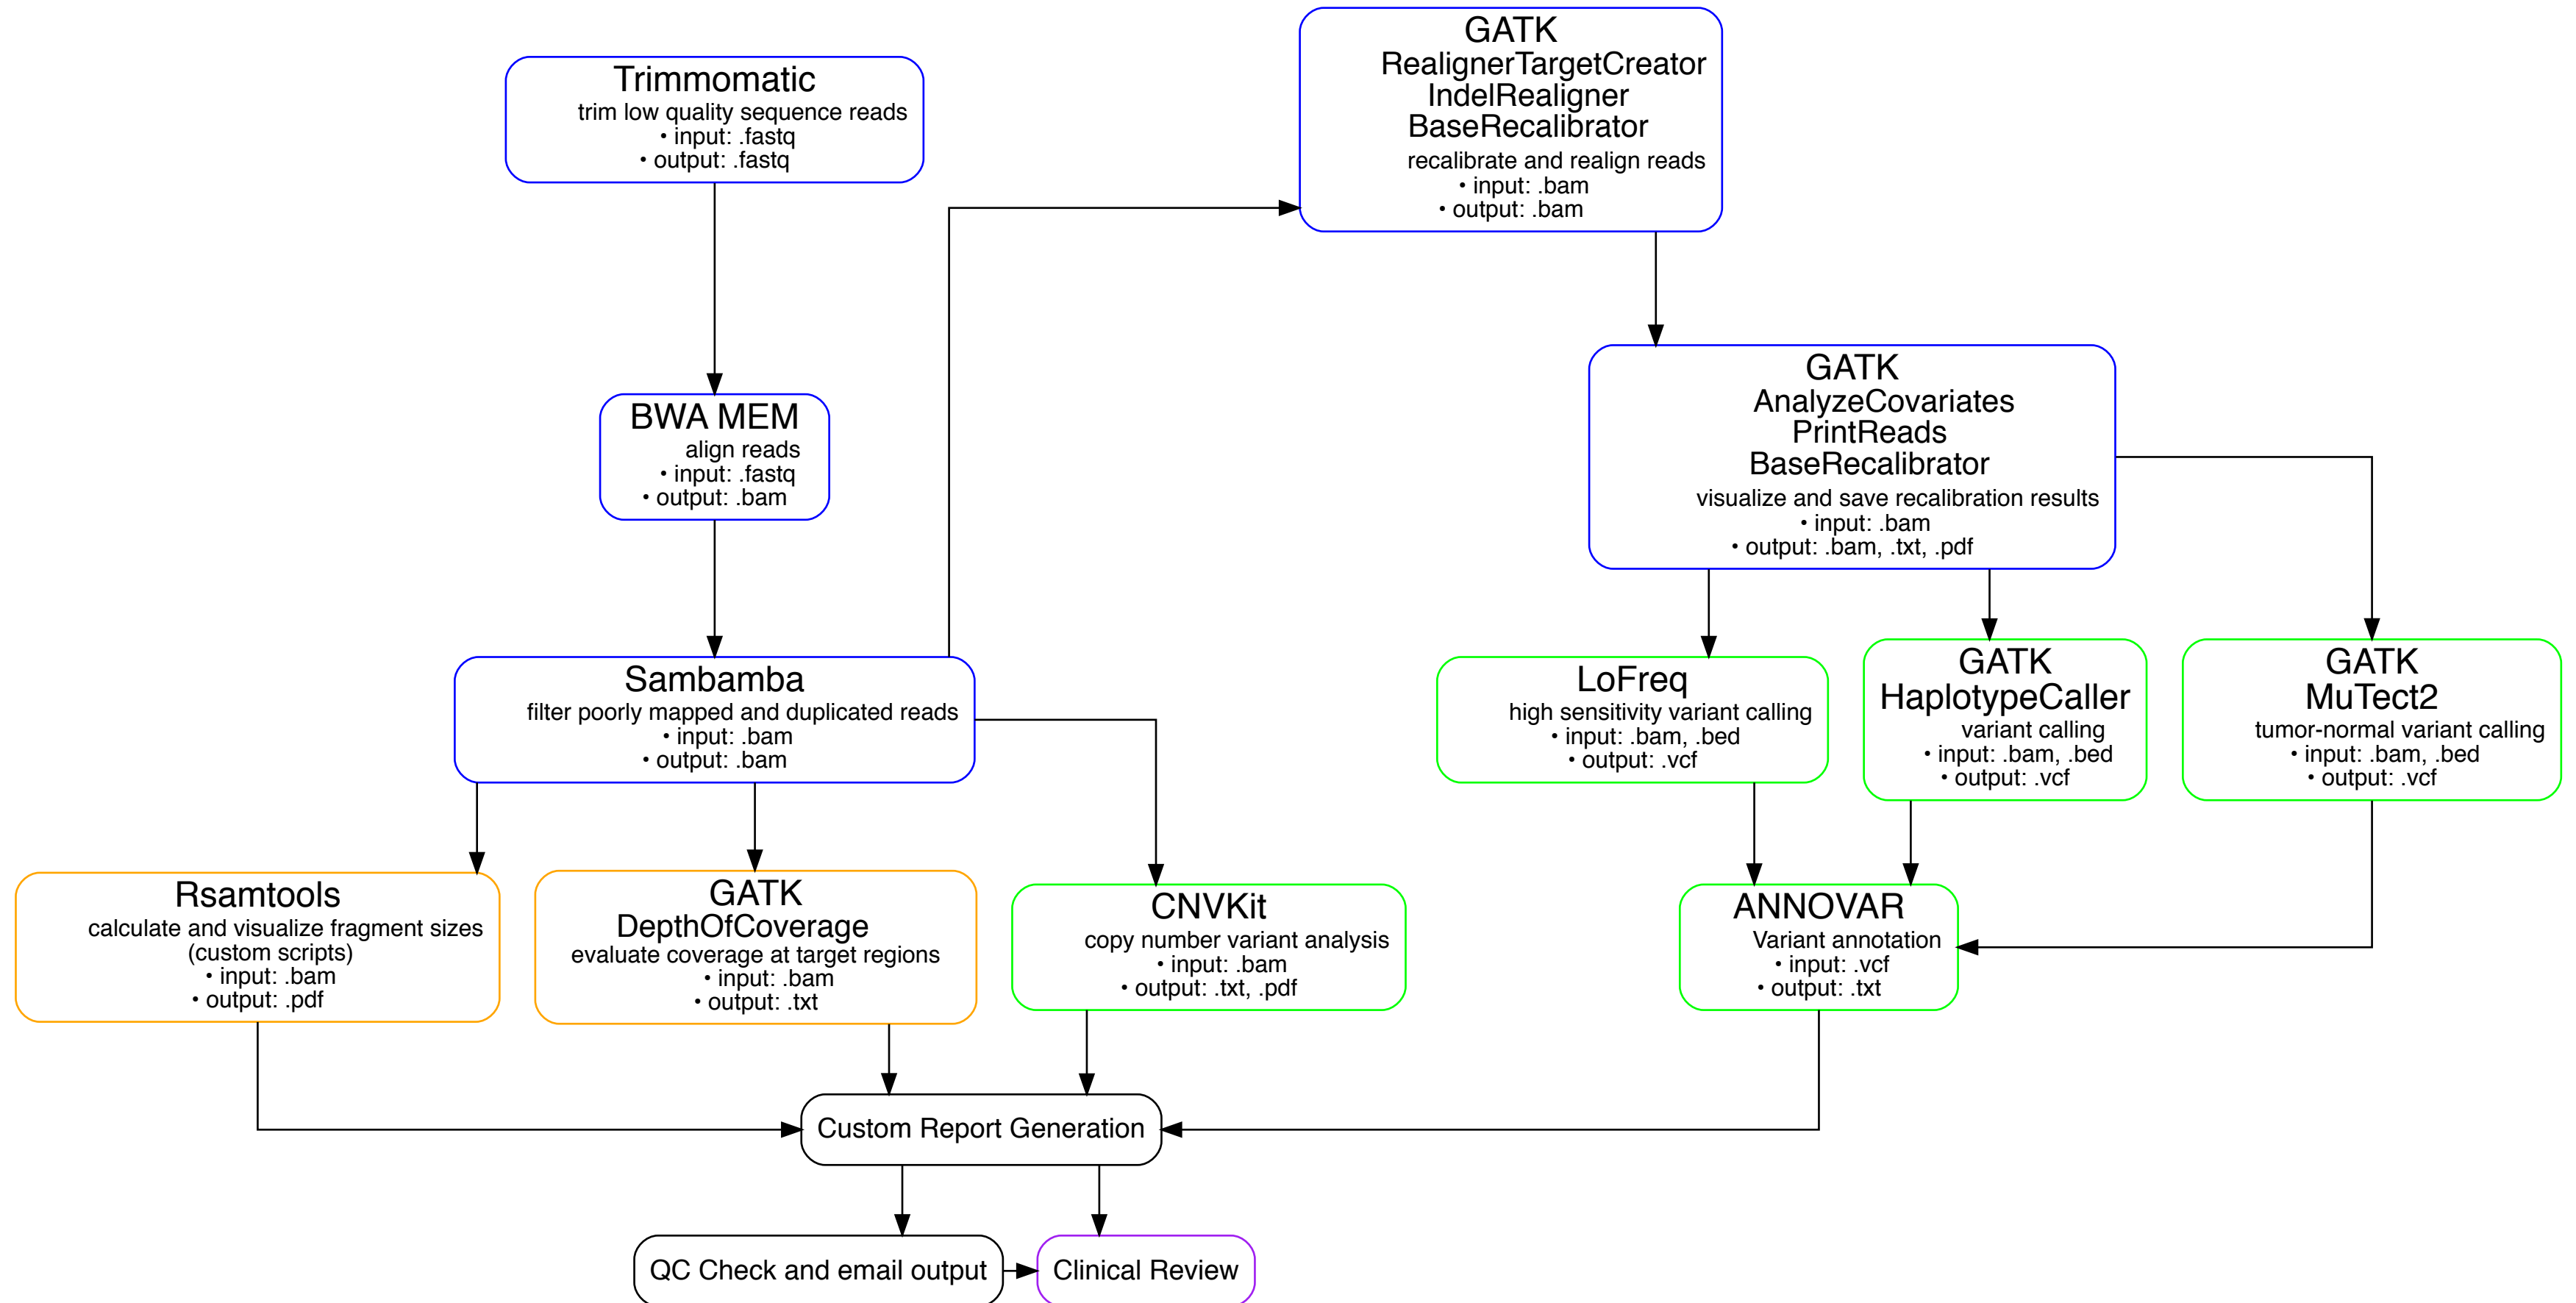 Trimmomatic
trim low quality sequence reads
• input: .fastq
• output: .fastq
GATK
RealignerTargetCreator
IndelRealigner
BaseRecalibrator
recalibrate and realign reads
• input: .bam
• output: .bam
BWA MEM
align reads
• input: .fastq
• output: .bam
GATK
AnalyzeCovariates
PrintReads
BaseRecalibrator
visualize and save recalibration results
• input: .bam
• output: .bam, .txt, .pdf
Sambamba
filter poorly mapped and duplicated reads
• input: .bam
• output: .bam
LoFreq
high sensitivity variant calling
• input: .bam, .bed
• output: .vcf
GATK
HaplotypeCaller
variant calling
• input: .bam, .bed
• output: .vcf
GATK
MuTect2
tumor-normal variant calling
• input: .bam, .bed
• output: .vcf
Rsamtools
calculate and visualize fragment sizes
(custom scripts)
• input: .bam
• output: .pdf
GATK
DepthOfCoverage
evaluate coverage at target regions
• input: .bam
• output: .txt
CNVKit
copy number variant analysis
• input: .bam
• output: .txt, .pdf
ANNOVAR
Variant annotation
• input: .vcf
• output: .txt
Custom Report Generation
QC Check and email output
Clinical Review